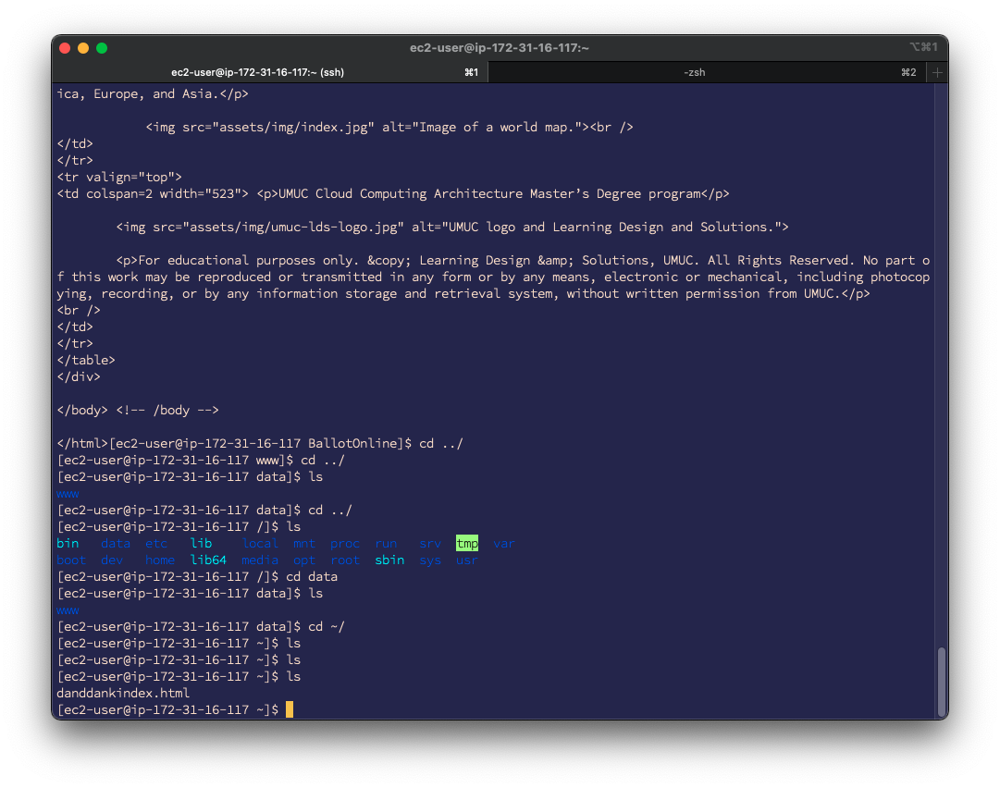 ec2-user@ip-172-31-16-117:~
⌥⌘1
ec2-user@ip-172-31-16-117:~ (ssh) ⌘1 -zsh ⌘2 +
ica, Europe, and Asia.</p>
<img src="assets/img/index.jpg" alt="Image of a world map."><br />
</td>
</tr>
<tr valign="top">
<td colspan=2 width="523"> <p>UMUC Cloud Computing Architecture Master’s Degree program</p>
<img src="assets/img/umuc-lds-logo.jpg" alt="UMUC logo and Learning Design and Solutions.">
<p>For educational purposes only. &copy; Learning Design &amp; Solutions, UMUC. All Rights Reserved. No part o
f this work may be reproduced or transmitted in any form or by any means, electronic or mechanical, including photocop
ying, recording, or by any information storage and retrieval system, without written permission from UMUC.</p>
<br />
</td>
</tr>
</table>
</div>
</body> <!-- /body -->
</html>[ec2-user@ip-172-31-16-117 BallotOnline]$ cd ../
[ec2-user@ip-172-31-16-117 www]$ cd ../
[ec2-user@ip-172-31-16-117 data]$ ls
www
[ec2-user@ip-172-31-16-117 data]$ cd ../
[ec2-user@ip-172-31-16-117 /]$ ls
bin data etc lib local mnt proc run srv tmp var
boot dev home lib64 media opt root sbin sys usr
[ec2-user@ip-172-31-16-117 /]$ cd data
[ec2-user@ip-172-31-16-117 data]$ ls
www
[ec2-user@ip-172-31-16-117 data]$ cd ~/
[ec2-user@ip-172-31-16-117 ~]$ ls
[ec2-user@ip-172-31-16-117 ~]$ ls
[ec2-user@ip-172-31-16-117 ~]$ ls
danddankindex.html
[ec2-user@ip-172-31-16-117 ~]$